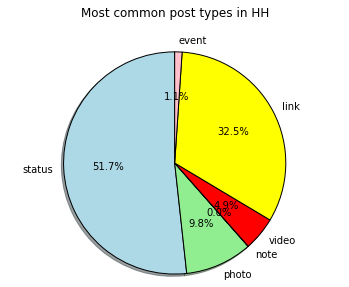 Most common post types in HH
event
1.1%
link
32.5%
status
51.7%
4.9%
0.0%
9.8%
video
note
photo